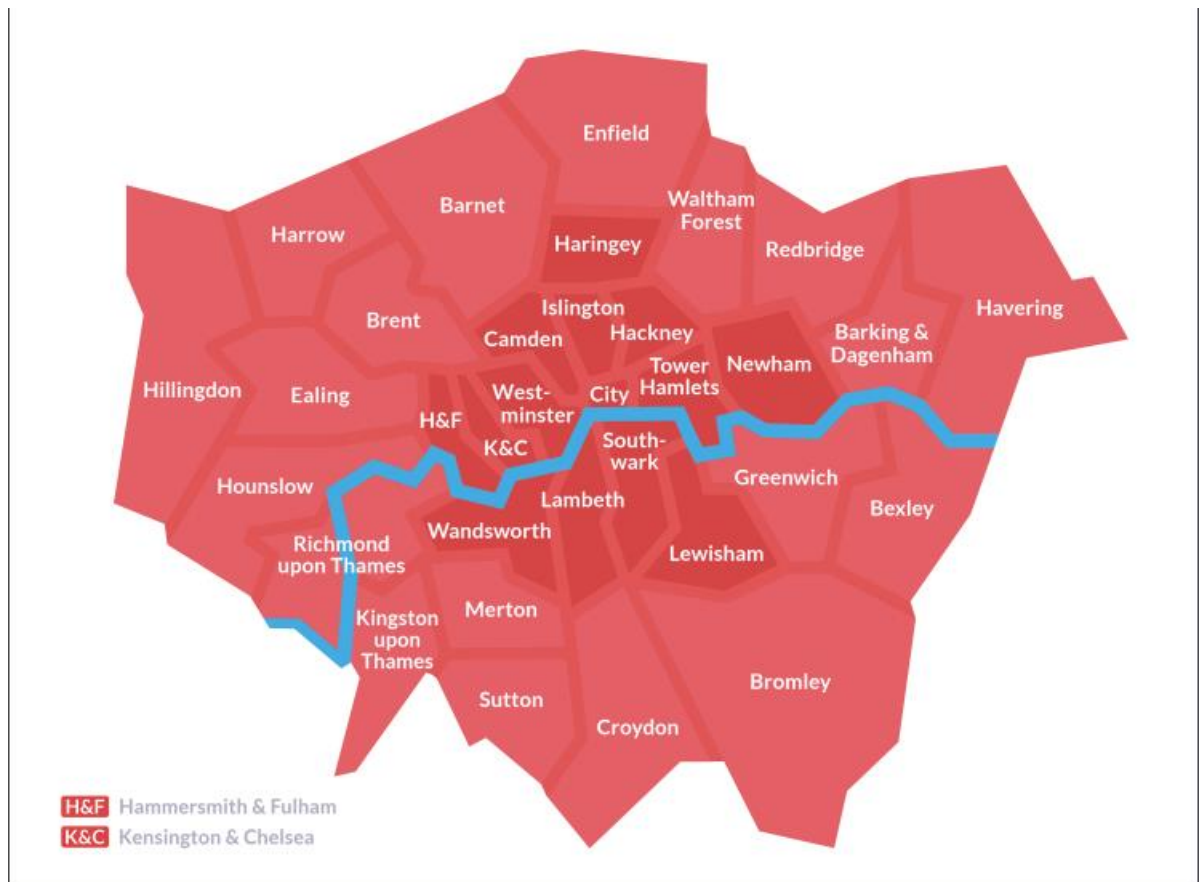 Enfield
Barnet
Waltham
Forest
Harrow
Haringey
Redbridge
Brent
Islington
Camden
Hackney
Havering
Barking &
Dagenham
Hillingdon
Ealing
West-
minster
City
Tower
Hamlets
Newham
H&F
K&C
South-
wark
Hounslow
Lambeth
Greenwich
Bexley
Wandsworth
Richmond
upon Thames
Lewisham
Kingston
upon
Thames
Merton
Sutton
Croydon
Bromley
H&F Hammersmith & Fulham
K&C Kensington & Chelsea